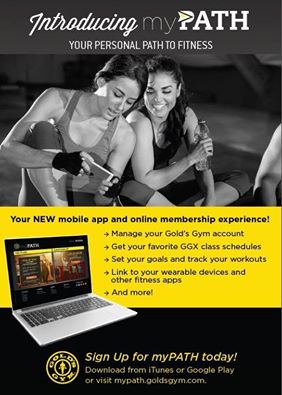 Introducing myPATH
YOUR PERSONAL PATH TO FITNESS
Your NEW mobile app and online membership experience!
→ Manage your Gold's Gym account
→ Get your favorite GGX class schedules
→ Set your goals and track your workouts
→ Link to your wearable devices and
other fitness apps
→ And more!
myPATH
GOLD'S GYM
Sign Up for myPATH today!
Download from iTunes or Google Play
or visit mypath.goldsgym.com.